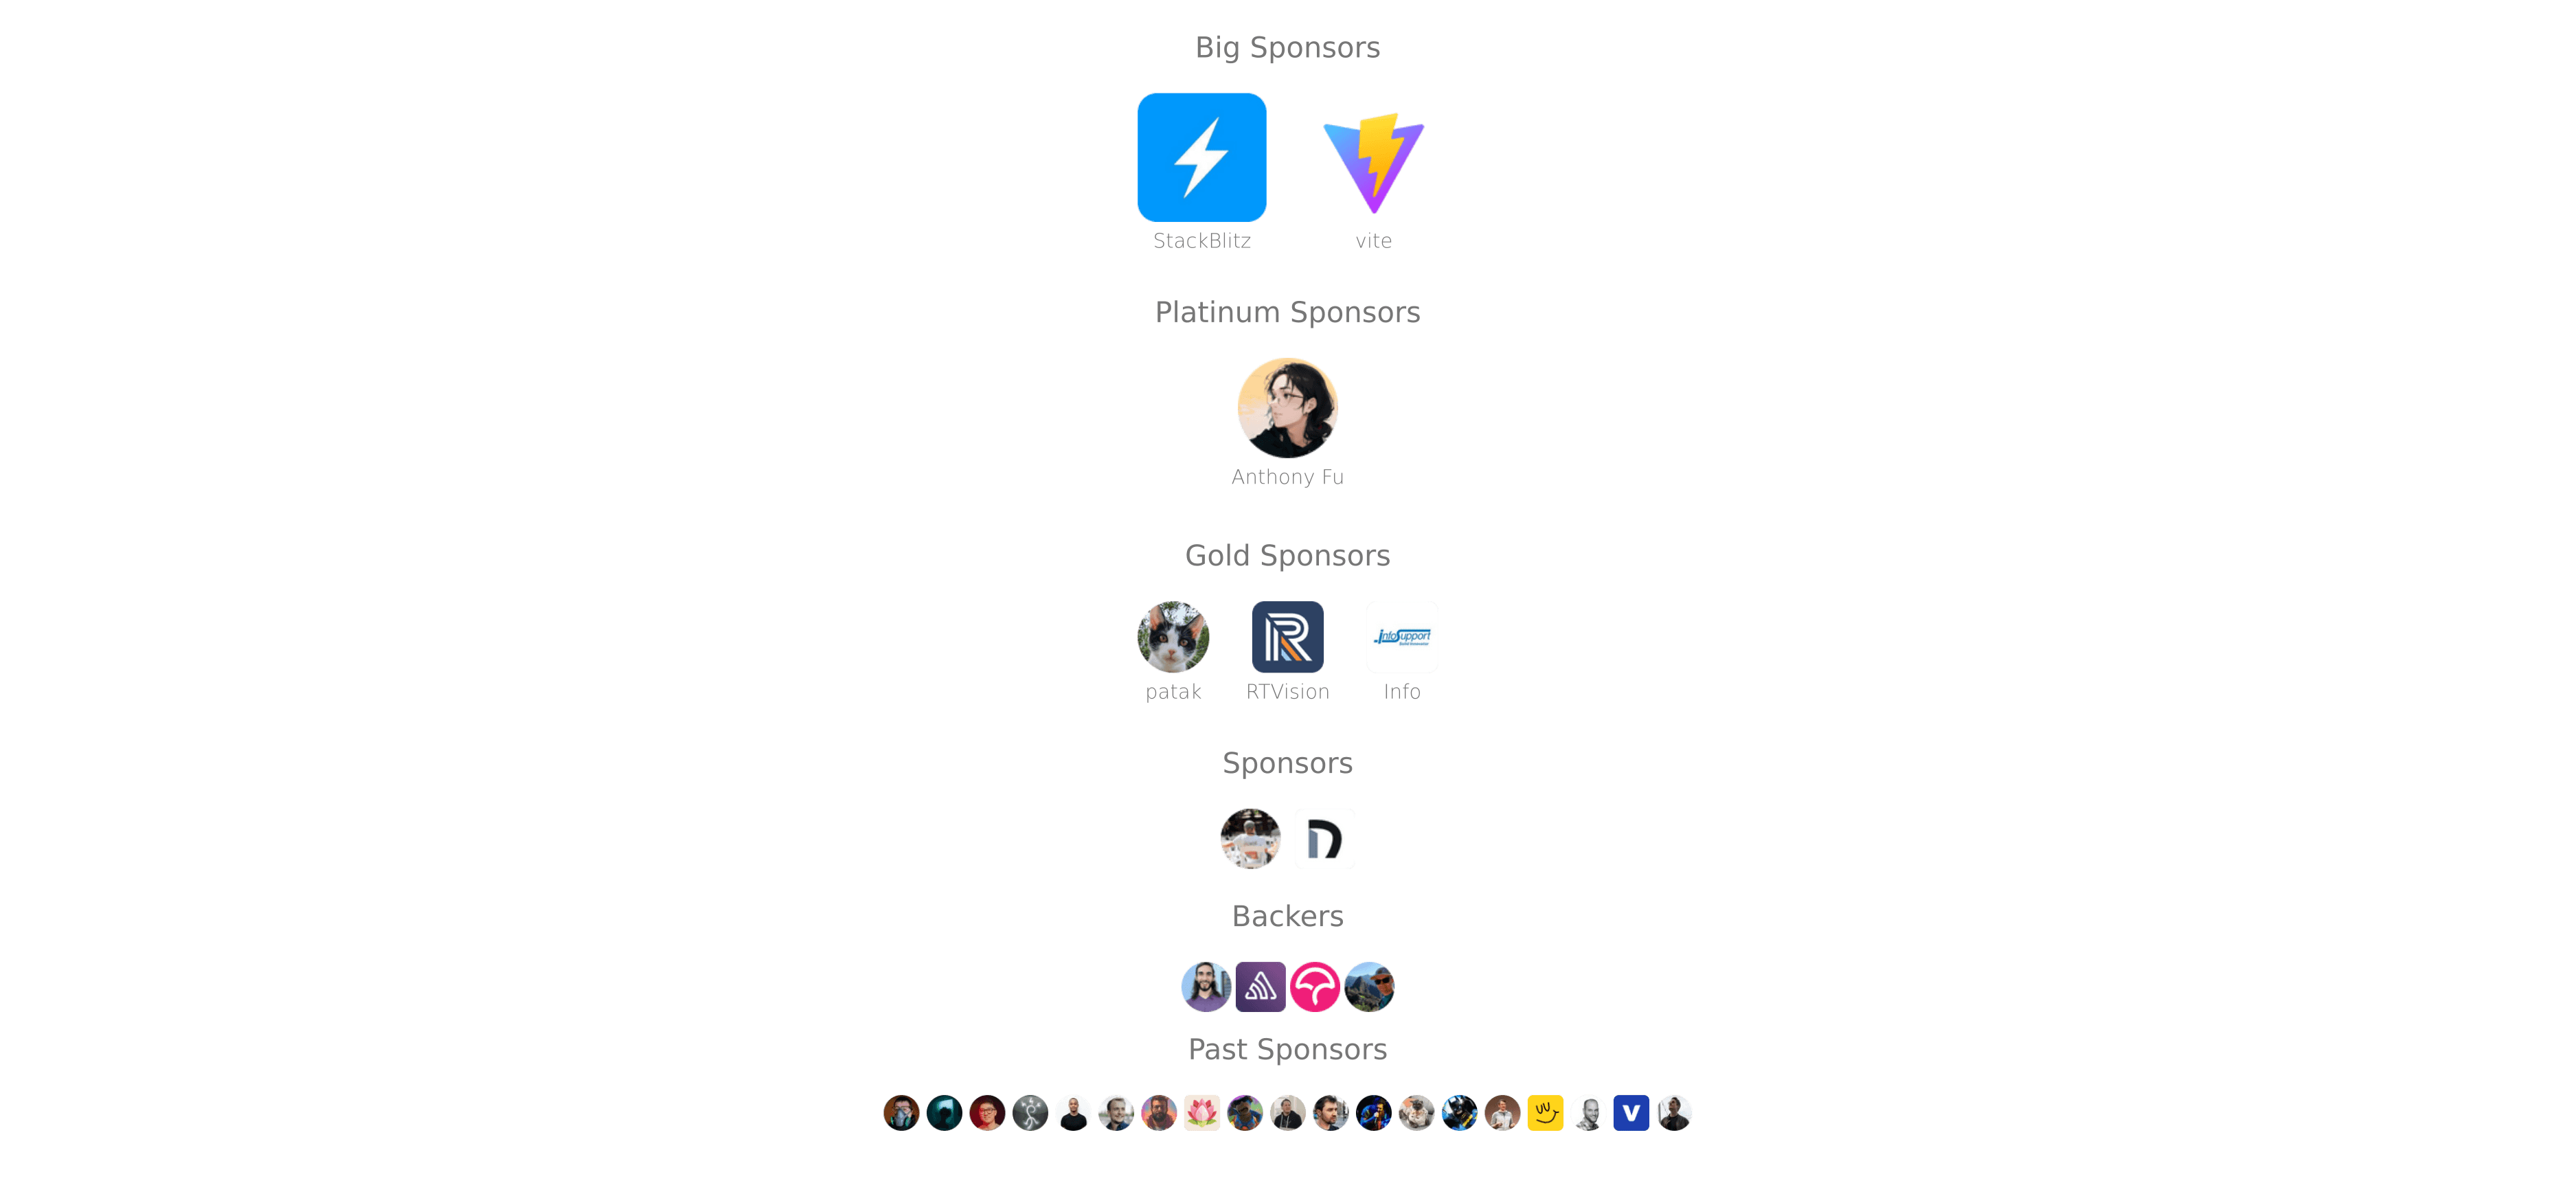 Big Sponsors
StackBlitz
vite
Platinum Sponsors
Anthony Fu
Gold Sponsors
infoSupport
patak
RTVision
Info
Sponsors
Backers
Past Sponsors
V